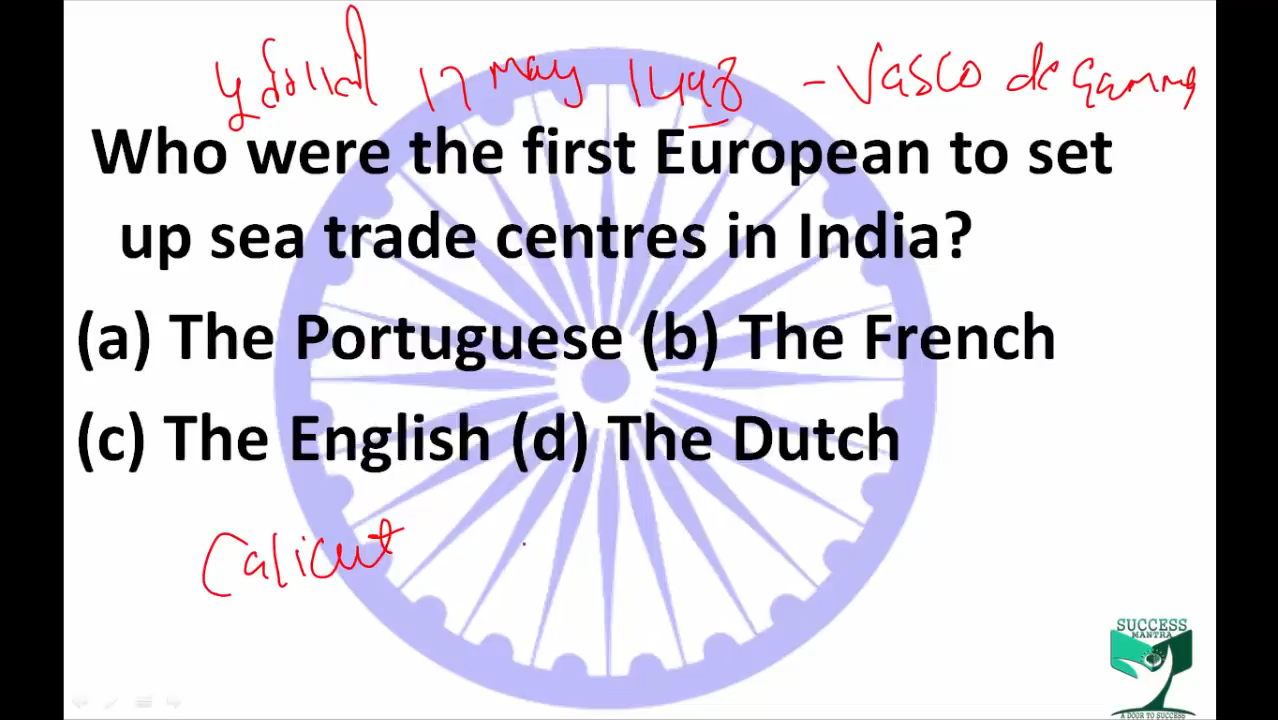 17 may 1498 - Vasco de Gamma
Who were the first European to set
up sea trade centres in India?
(a) The Portuguese (b) The French
(c) The English (d) The Dutch
Calicut
SUCCESS
MANTRA
A DOOR TO SUCCESS